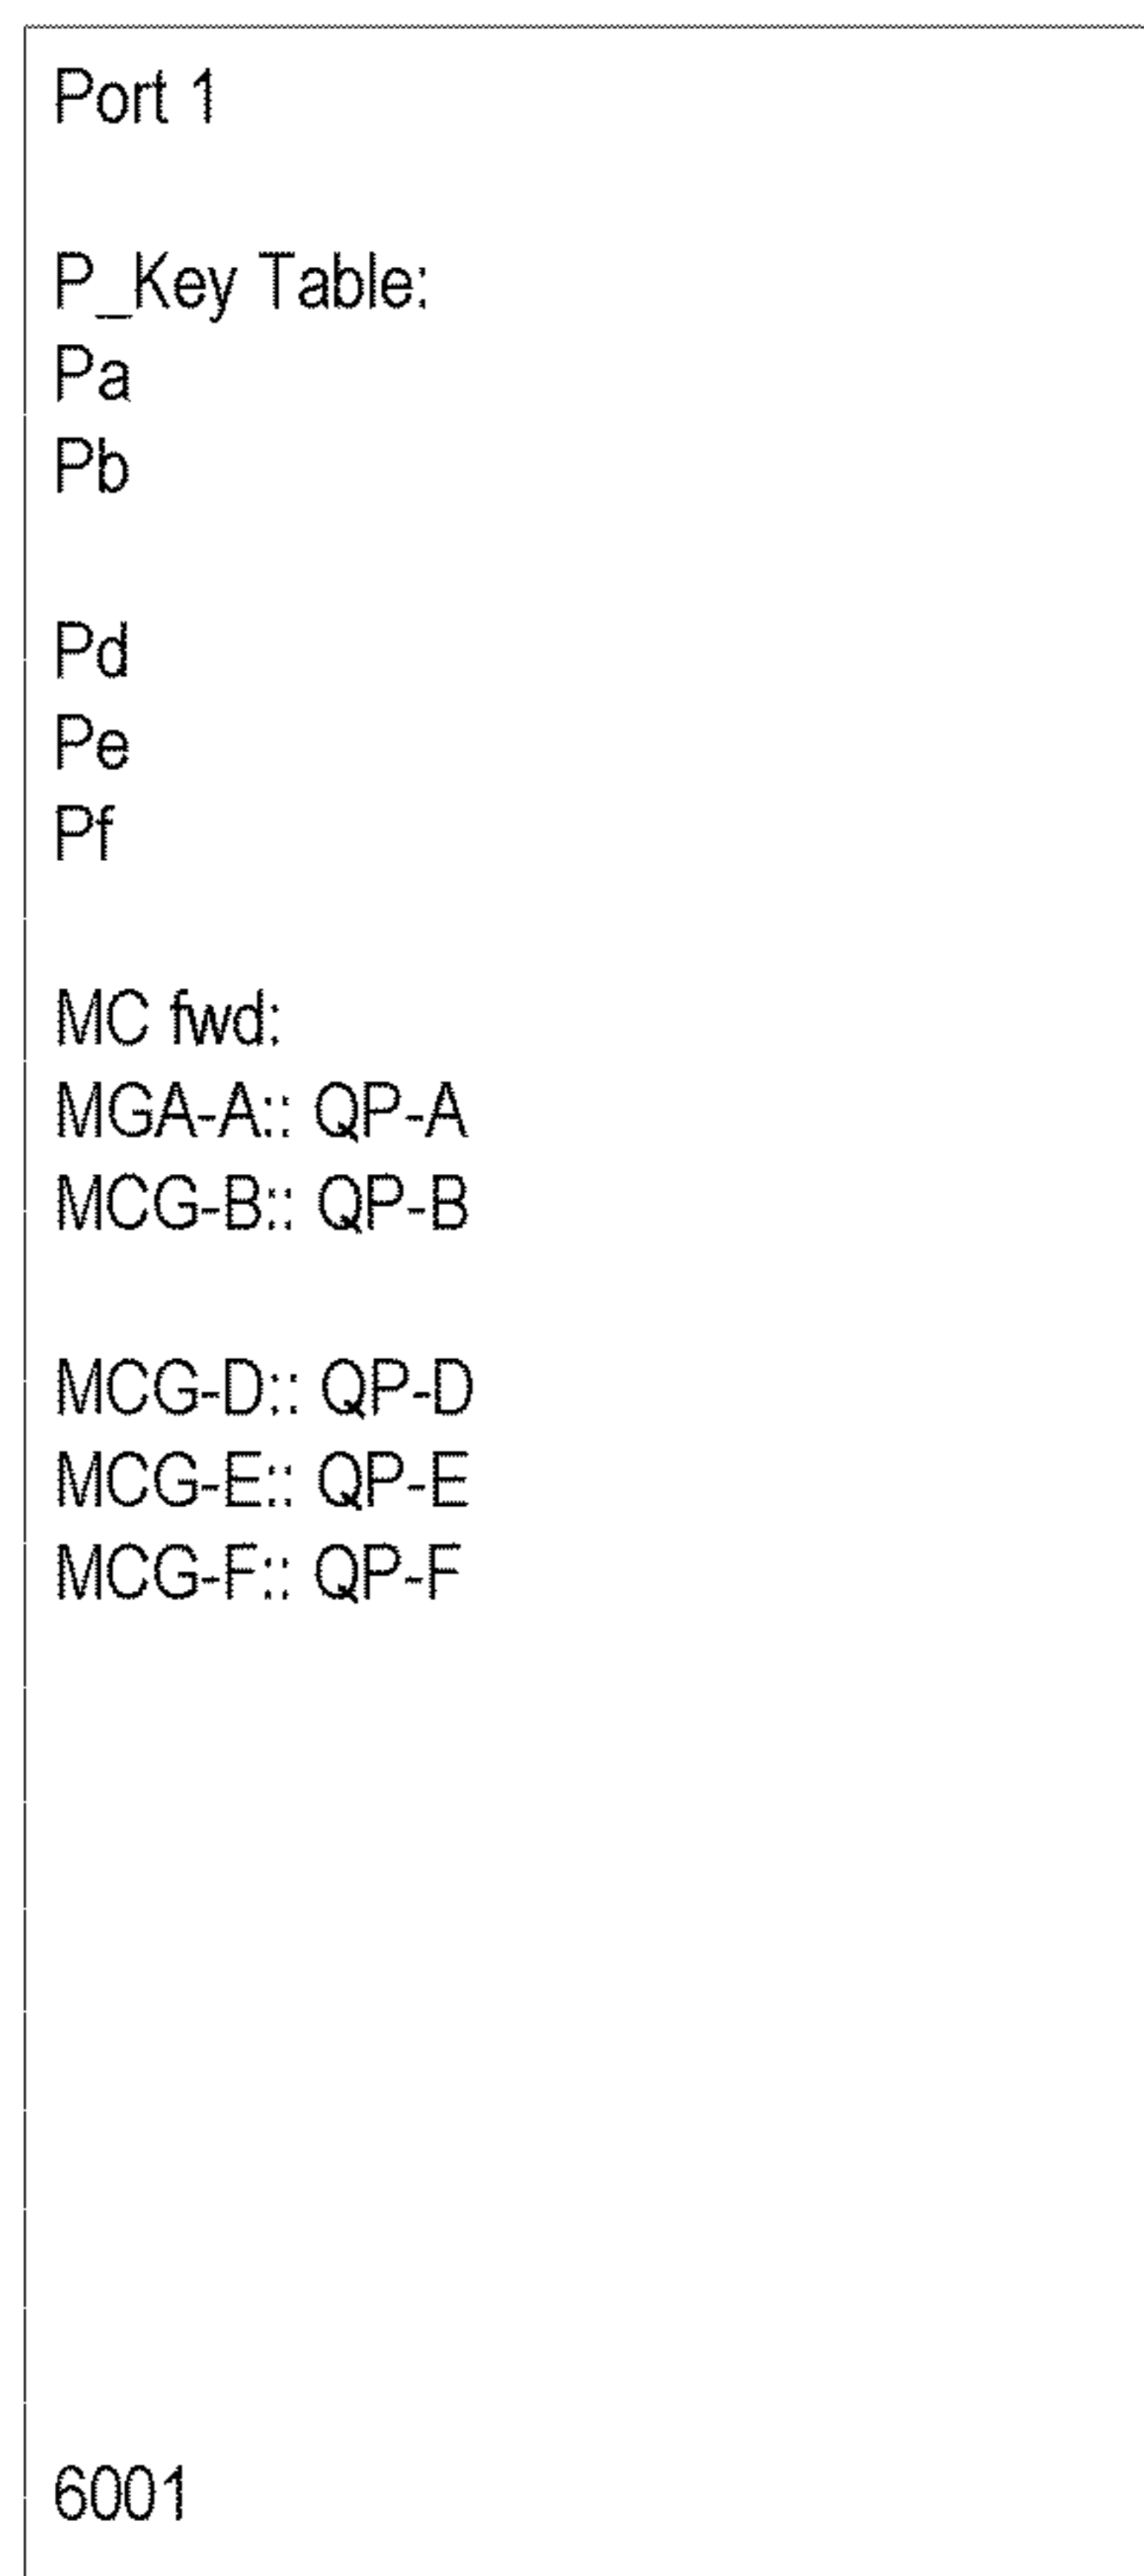 Port 1
P_Key Table:
Pa
Pb
Pd
Pe
Pf
MC fwd:
MGA-A:: QP-A
MCG-B:: QP-B
MCG-D:: QP-D
MCG-E:: QP-E
MCG-F:: QP-F
6001